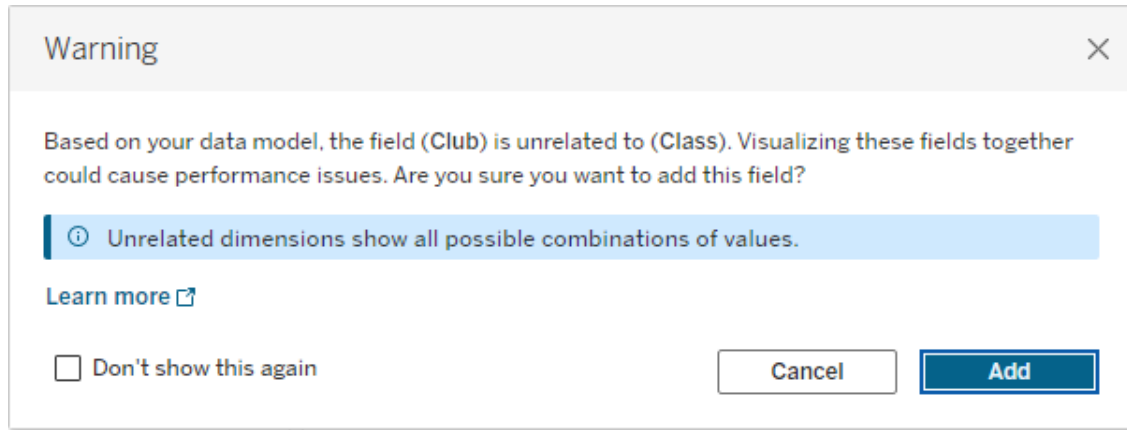 Warning
Based on your data model, the field (Club) is unrelated to (Class). Visualizing these fields together
could cause performance issues. Are you sure you want to add this field?
Unrelated dimensions show all possible combinations of values.
Learn more
Don't show this again
Cancel
Add